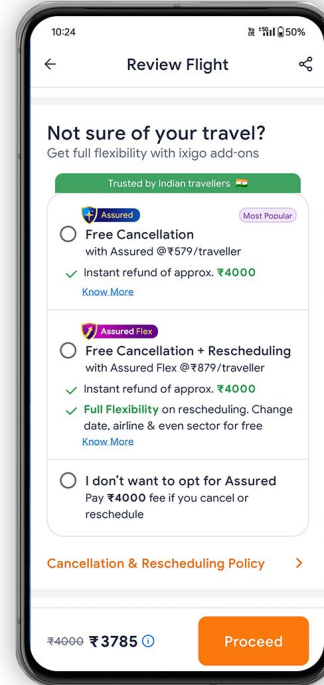 10:24
50%
Review Flight
Not sure of your travel?
Get full flexibility with ixigo add-ons
Trusted by Indian travellers
Assured
Most Popular
Free Cancellation
with Assured @₹579/traveller
Instant refund of approx. ₹4000
Know More
Assured Flex
Free Cancellation + Rescheduling
with Assured Flex @₹879/traveller
Instant refund of approx. ₹4000
Full Flexibility on rescheduling. Change
date, airline & even sector for free
Know More
I don't want to opt for Assured
Pay ₹4000 fee if you cancel or
reschedule
Cancellation & Rescheduling Policy
₹4000 ₹3785
Proceed